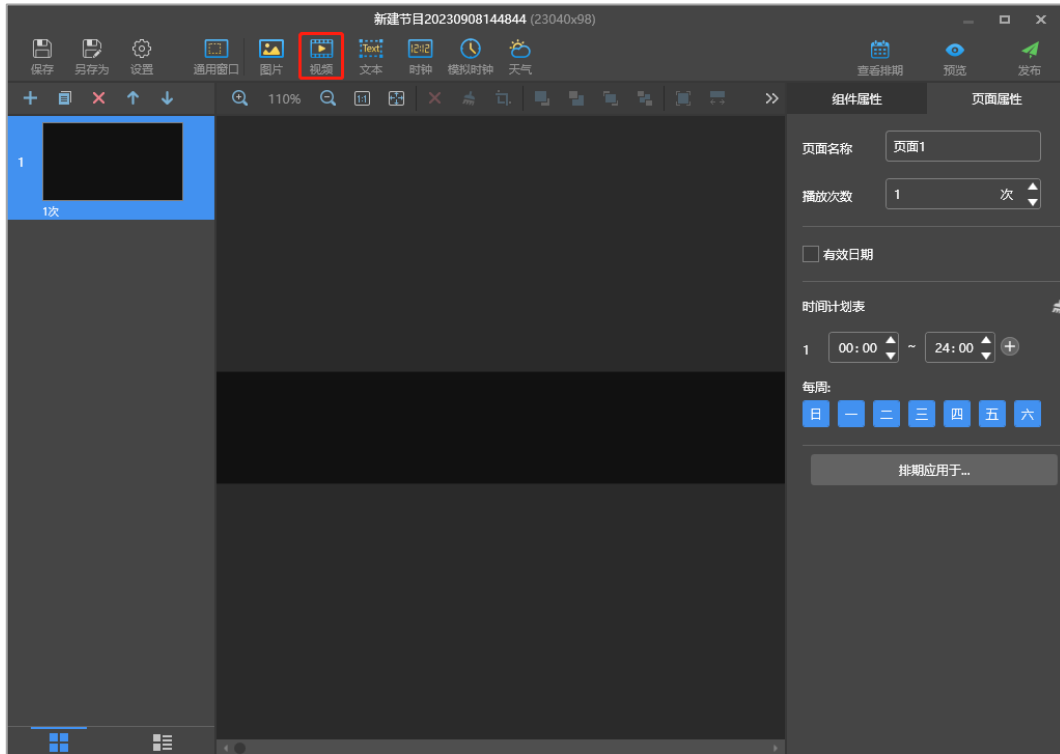 新建节目20230908144844 (23040x98)
保存 另存为 设置 通用窗口 图片 视频 文本 时钟 模拟时钟 天气 查看排期 预览 发布
Text 12:12
110% 1:1 组件属性 页面属性
1
1次
页面名称 页面1
播放次数 1 次
有效日期
时间计划表
1 00:00 ~ 24:00
每周:
日 一 二 三 四 五 六
排期应用于...